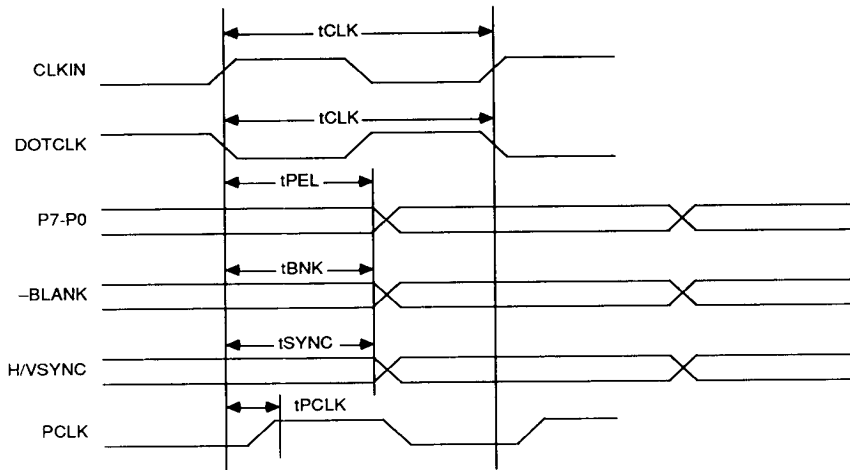 tCLK
CLKIN
tCLK
DOTCLK
tPEL
P7-P0
tBNK
–BLANK
tSYNC
H/VSYNC
tPCLK
PCLK